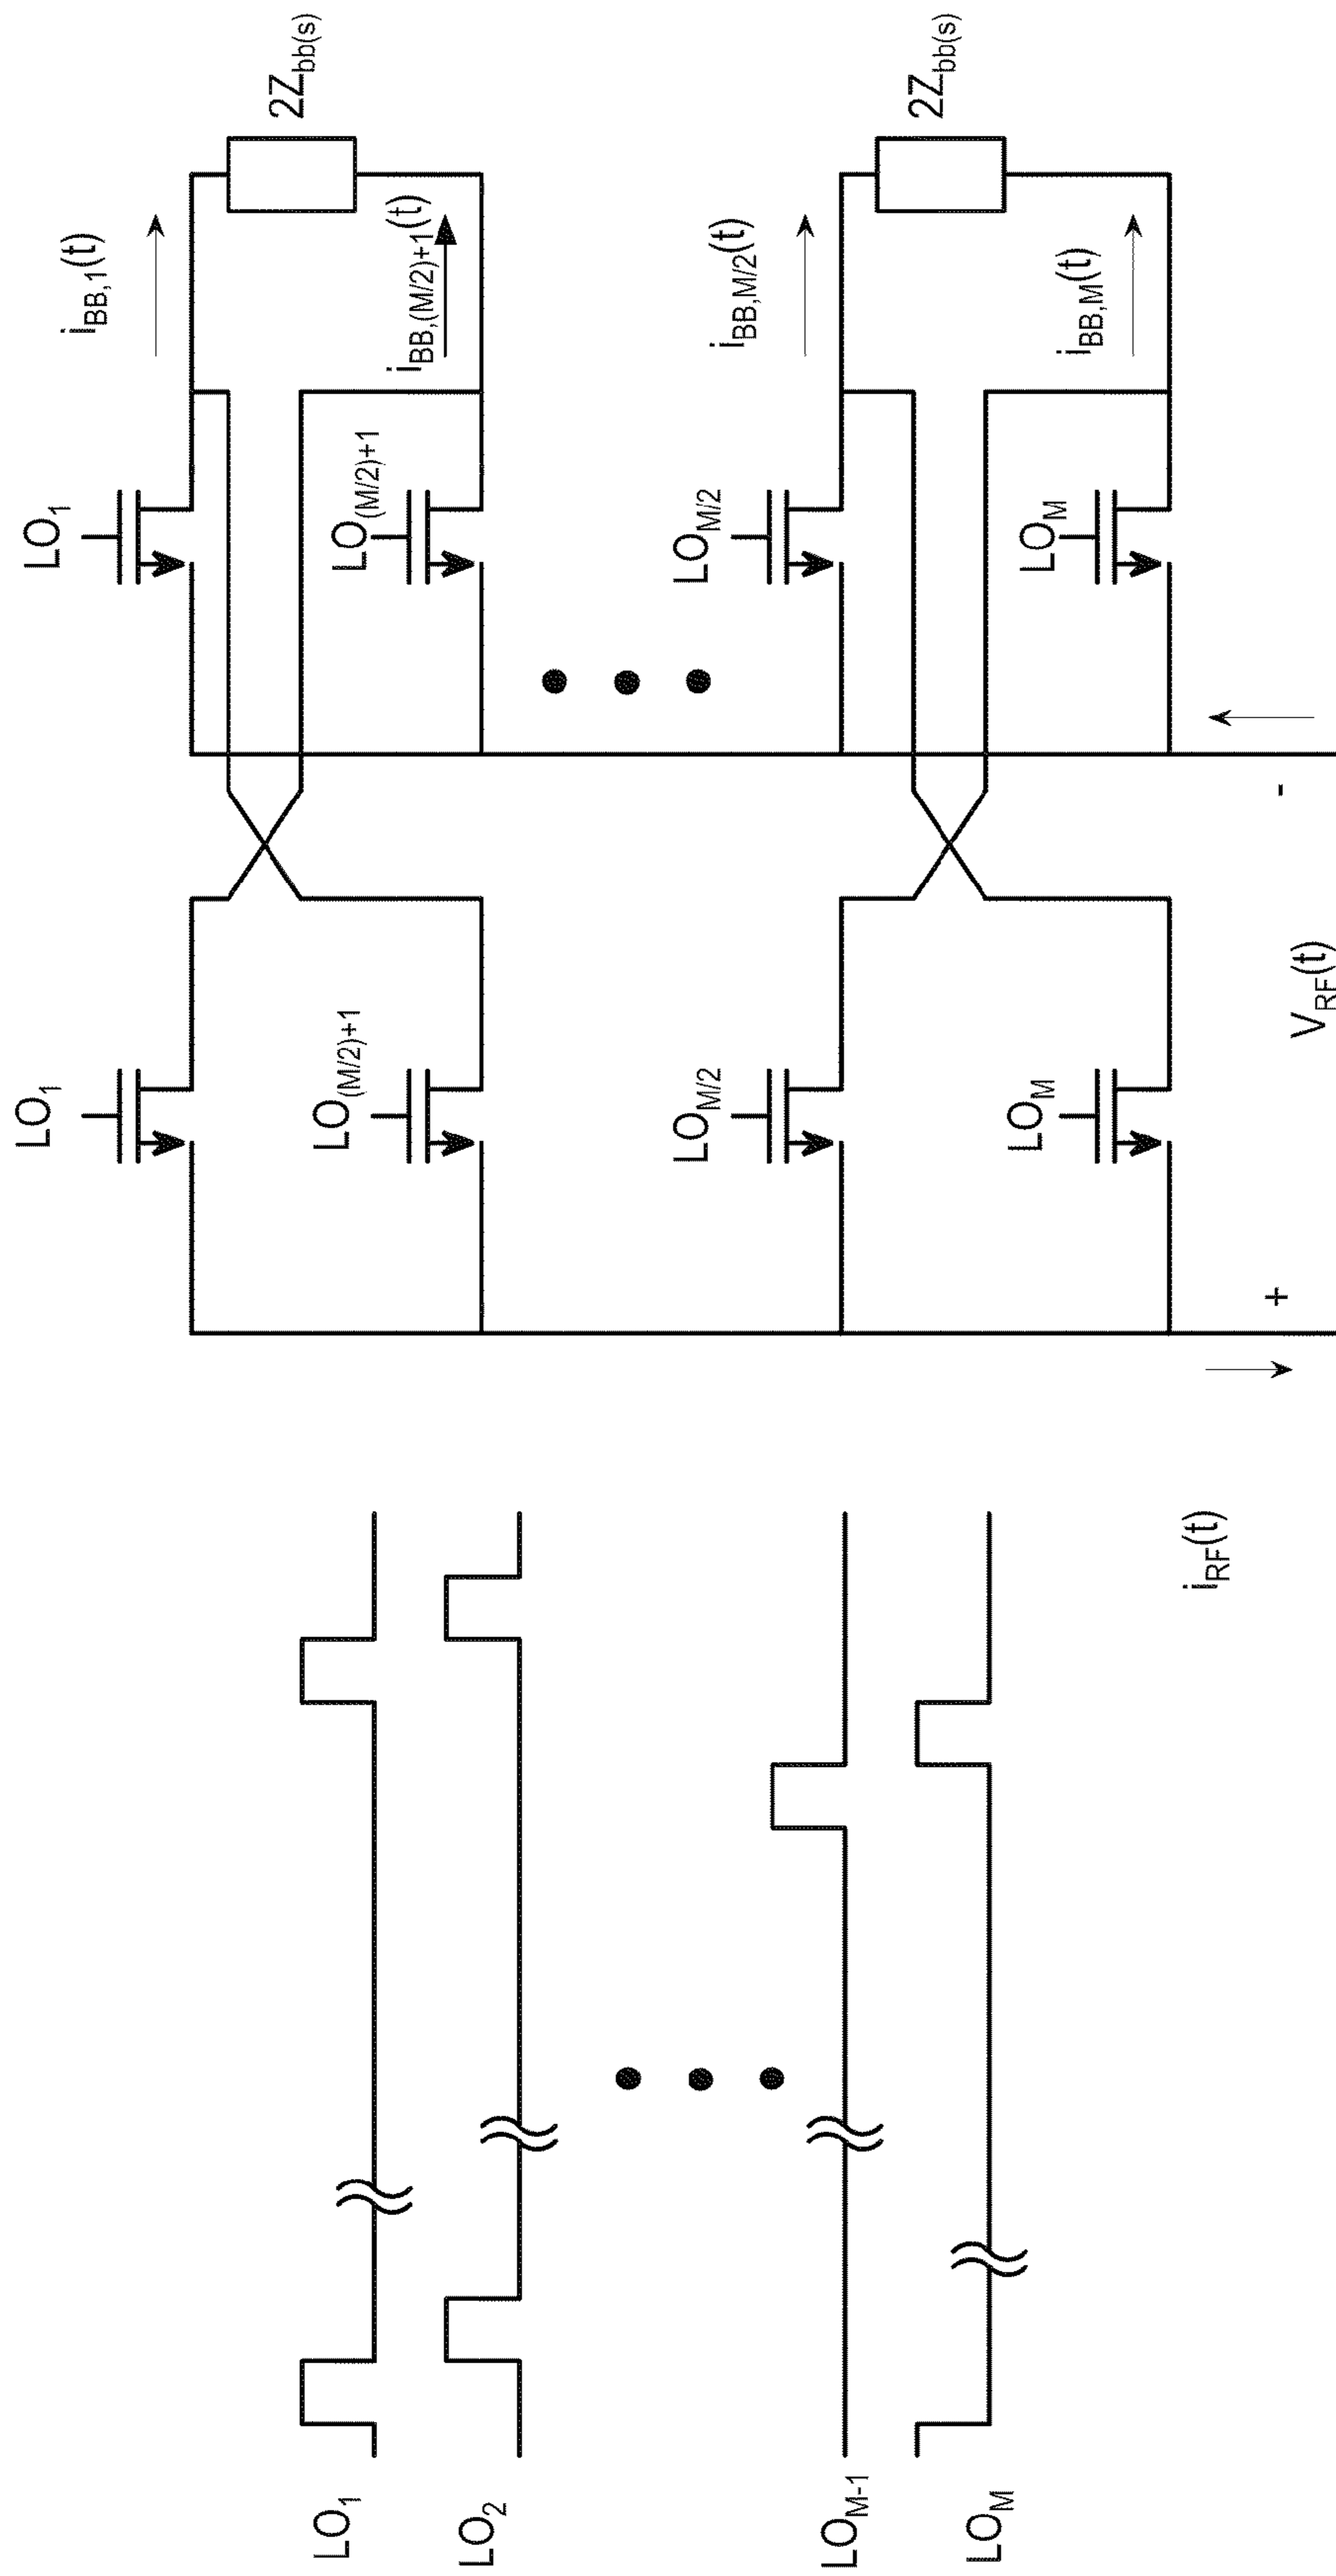 LO1
LO2
LOM-1
LOM
iRF(t)
+
VRF(t)
-
LO1
LO(M/2)+1
LOM/2
LOM
LO1
LO(M/2)+1
LOM/2
LOM
iBB,1(t)
iBB,(M/2)+1(t)
iBB,M/2(t)
iBB,M(t)
2Zbb(s)
2Zbb(s)